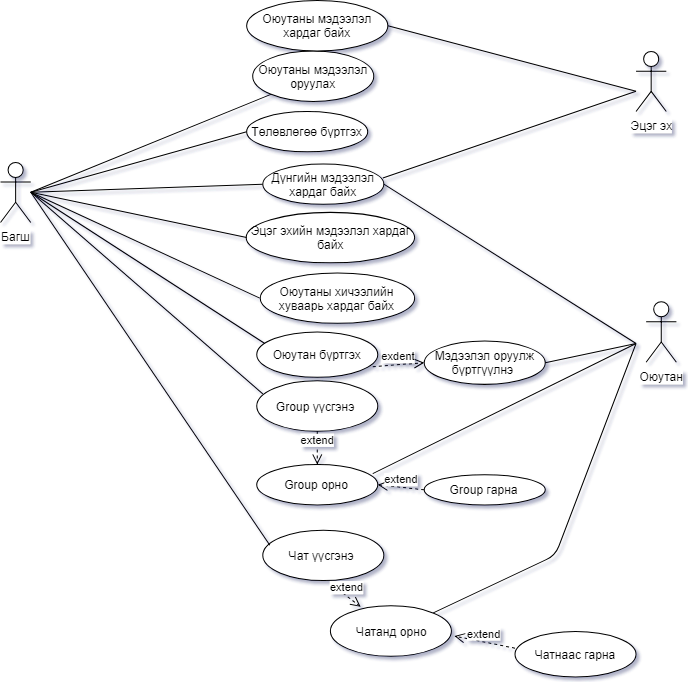 Оюутаны мэдээлэл
хардаг байх
Оюутаны мэдээлэл
оруулах
Төлөвлөгөө бүртгэх
Эцэг эх
Дүнгийн мэдээлэл
хардаг байх
Багш
Эцэг эхийн мэдээлэл хардаг
байх
Оюутаны хичээлийн
хуваарь хардаг байх
Оюутан бүртгэх
exdent
Мэдээлэл оруулж
бүртгүүлнэ
Оюутан
Group үүсгэнэ
extend
Group орно
extend
Group гарна
Чат үүсгэнэ
extend
Чатанд орно
extend
Чатнаас гарна